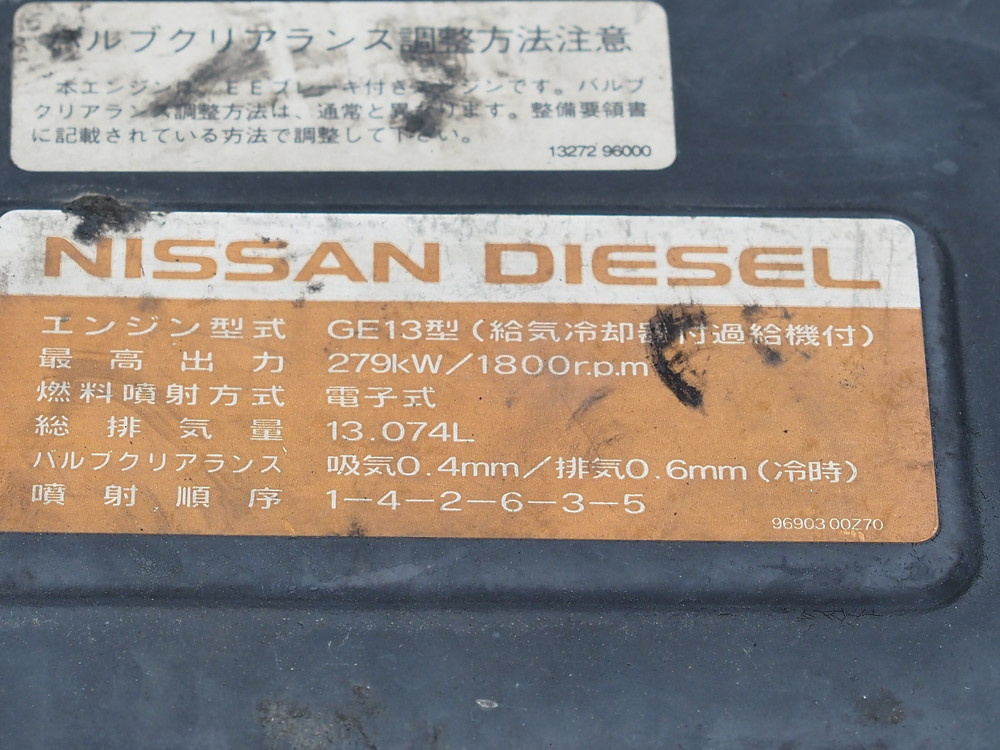 バルブクリアランス調整方法注意
本エンジンは、EEブレーキ付きエンジンです。バルブ
クリアランス調整方法は、通常と異なります。整備要領書
に記載されている方法で調整して下さい。
13272 96000
NISSAN DIESEL
エンジン型式 GE13型(給気冷却器付過給機付)
最高出力 279kW/1800r.p.m
燃料噴射方式 電子式
総排気量 13.074L
バルブクリアランス 吸気0.4mm/排気0.6mm(冷時)
噴射順序 1-4-2-6-3-5
96903 00Z70